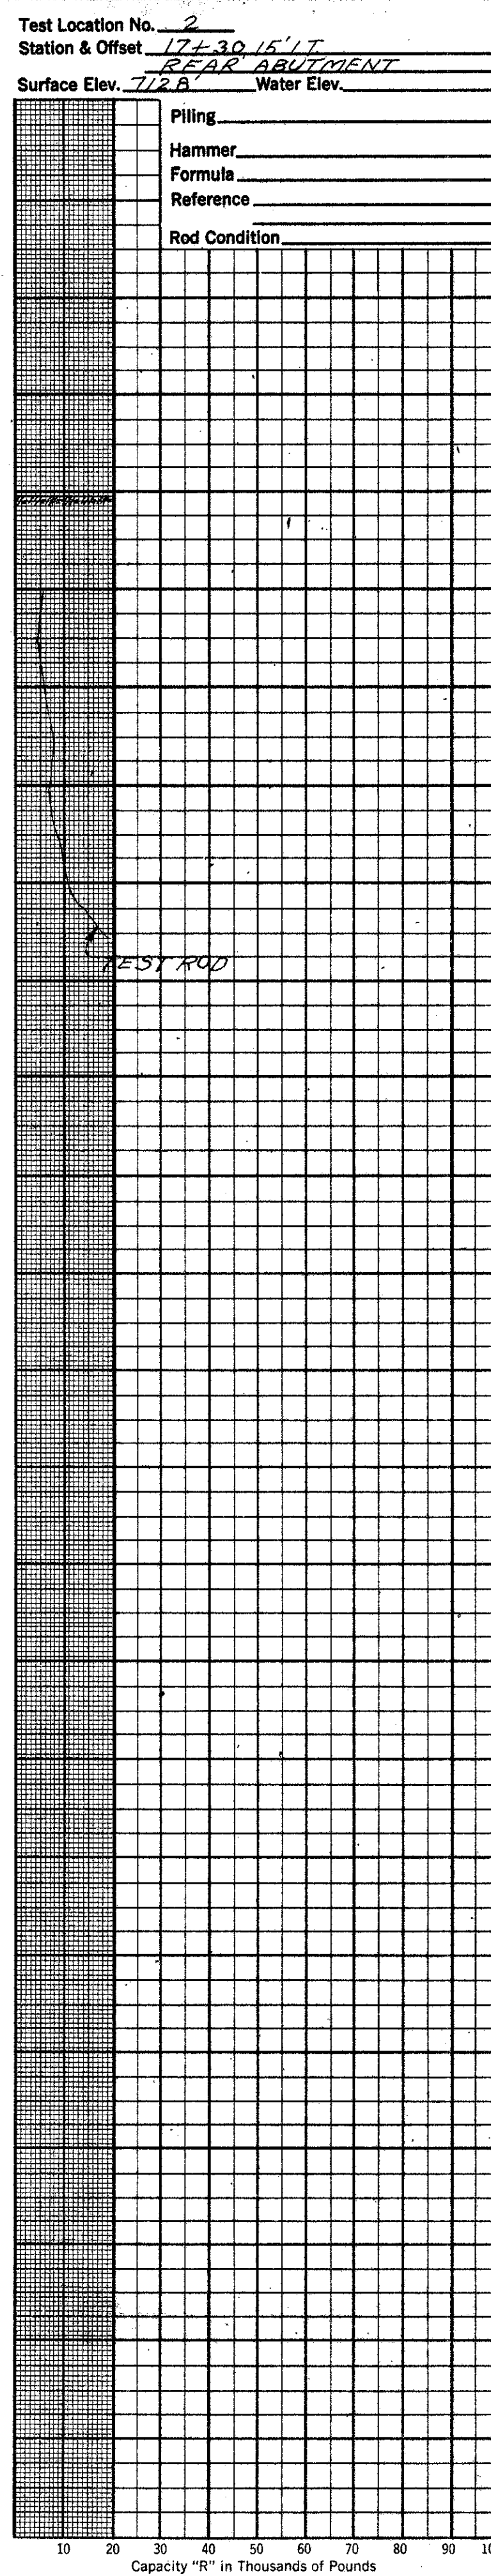 Test Location No. 2
Station & Offset 17+30, 15' LT
REAR ABUTMENT
Surface Elev. 712.8' Water Elev.
Piling
Hammer
Formula
Reference
Rod Condition
TEST ROD
10 20 30 40 50 60 70 80 90
Capacity "R" in Thousands of Pounds